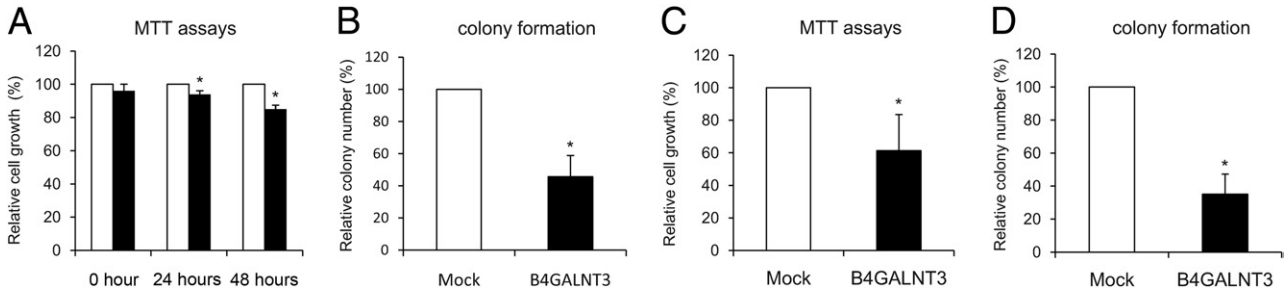 A
MTT assays
Relative cell growth (%)
120
100
80
60
40
20
0
*
*
0 hour 24 hours 48 hours
B
colony formation
Relative colony number (%)
120
100
80
60
40
20
0
*
Mock B4GALNT3
C
MTT assays
Relative cell growth (%)
120
100
80
60
40
20
0
*
Mock B4GALNT3
D
colony formation
Relative colony number (%)
120
100
80
60
40
20
0
*
Mock B4GALNT3